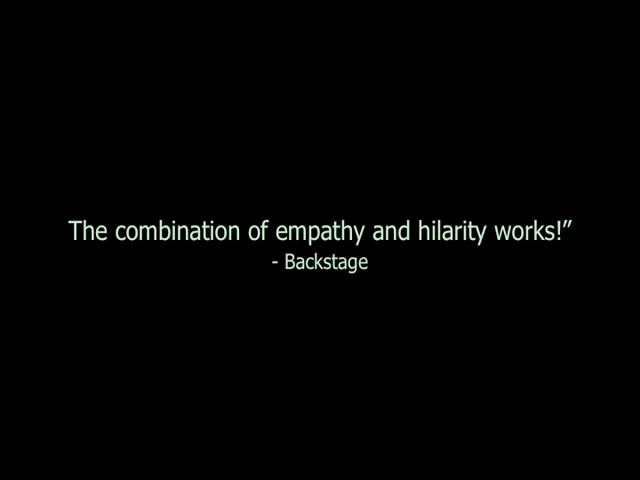 The combination of empathy and hilarity works!”
- Backstage